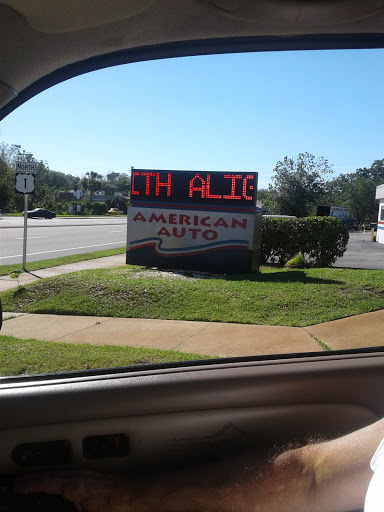 NORTH
1
CTH ALIG
AMERICAN
AUTO